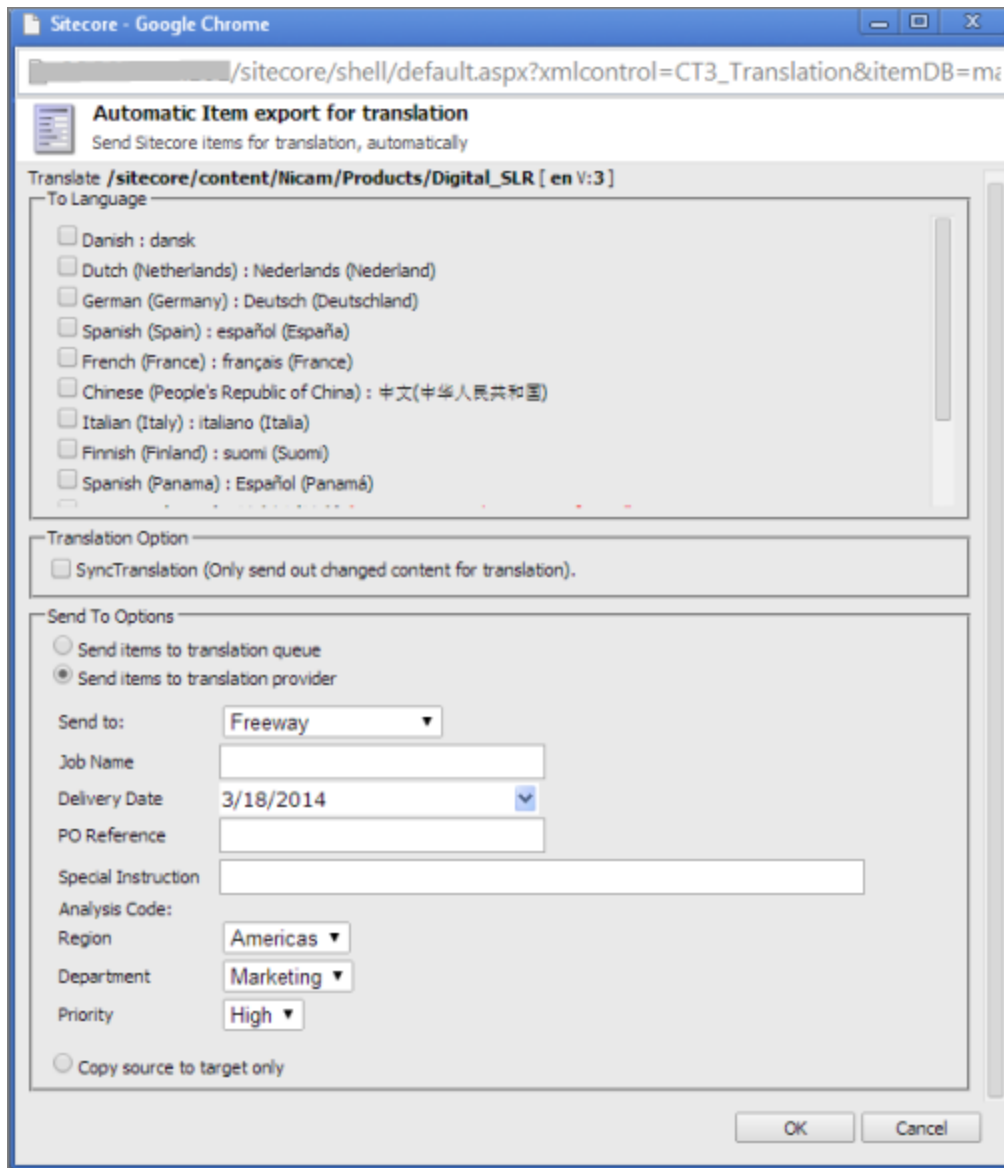 Sitecore - Google Chrome
/sitecore/shell/default.aspx?xmlcontrol=CT3_Translation&itemDB=ma
Automatic Item export for translation
Send Sitecore items for translation, automatically
Translate /sitecore/content/Nicam/Products/Digital_SLR [ en V:3 ]
To Language
Danish : dansk
Dutch (Netherlands) : Nederlands (Nederland)
German (Germany) : Deutsch (Deutschland)
Spanish (Spain) : español (España)
French (France) : français (France)
Chinese (People's Republic of China) : 中文(中华人民共和国)
Italian (Italy) : italiano (Italia)
Finnish (Finland) : suomi (Suomi)
Spanish (Panama) : Español (Panamá)
Translation Option
SyncTranslation (Only send out changed content for translation).
Send To Options
Send items to translation queue
Send items to translation provider
Send to: Freeway
Job Name
Delivery Date 3/18/2014
PO Reference
Special Instruction
Analysis Code:
Region Americas
Department Marketing
Priority High
Copy source to target only
OK Cancel